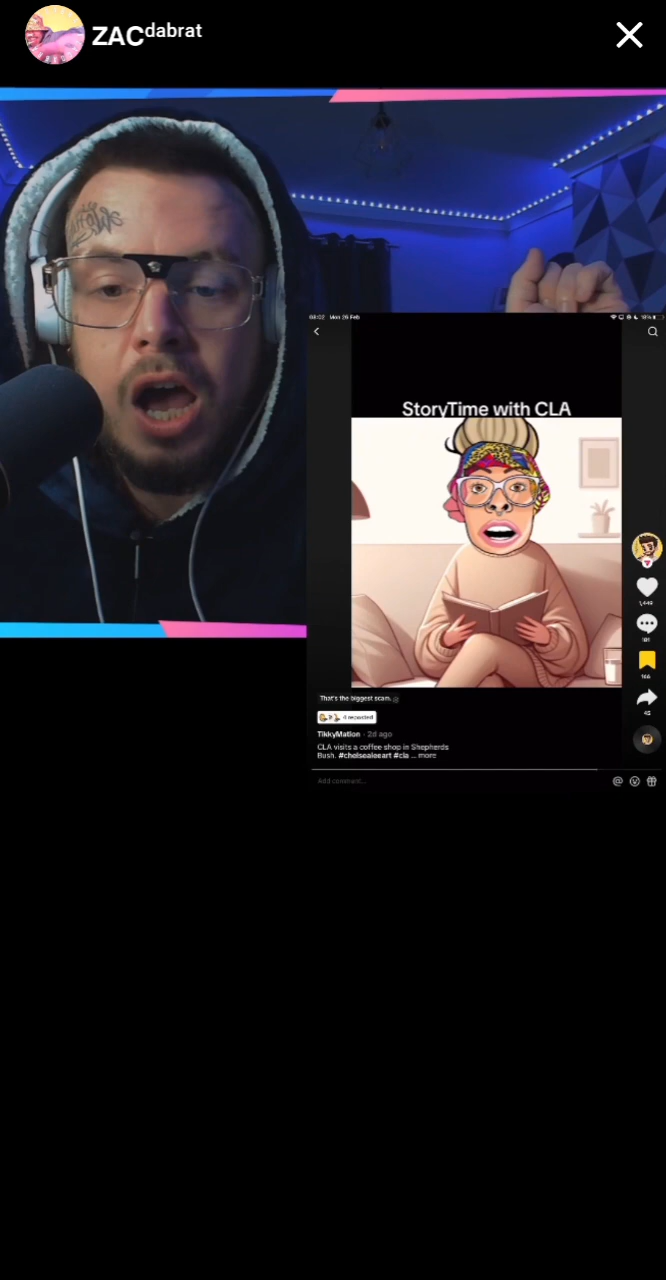 ZACdabrat
08:02 Mon 26 Feb
18%
StoryTime with CLA
1,449
181
166
45
That's the biggest scam.
4 reposted
TikkyMation · 2d ago
CLA visits a coffee shop in Shepherds
Bush. #chelsealeeart #cla ... more
Add comment...